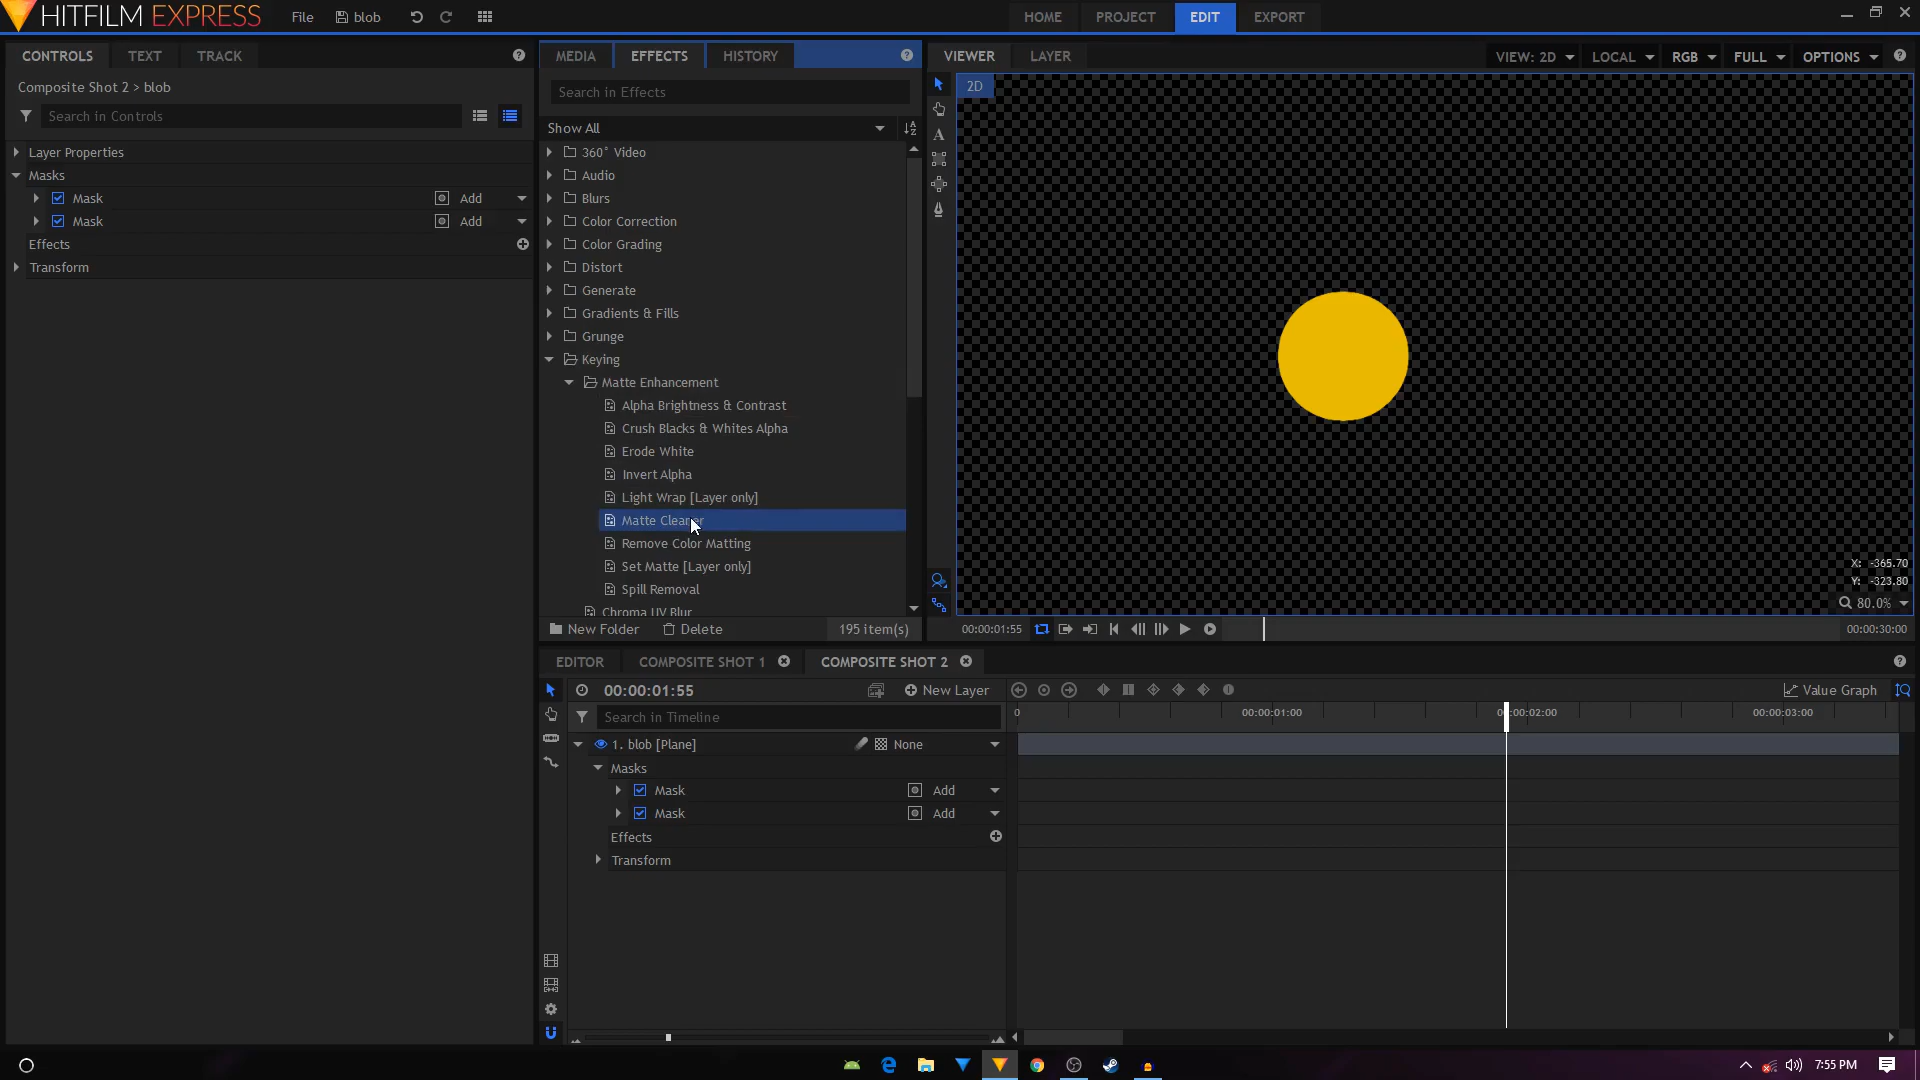 HITFILM EXPRESS
File
blob
HOME
PROJECT
EDIT
EXPORT
CONTROLS
TEXT
TRACK
Composite Shot 2 > blob
Search in Controls
Layer Properties
Masks
Mask
Add
Mask
Add
Effects
Transform
MEDIA
EFFECTS
HISTORY
Search in Effects
Show All
360° Video
Audio
Blurs
Color Correction
Color Grading
Distort
Generate
Gradients & Fills
Grunge
Keying
Matte Enhancement
Alpha Brightness & Contrast
Crush Blacks & Whites Alpha
Erode White
Invert Alpha
Light Wrap [Layer only]
Matte Cleaner
Remove Color Matting
Set Matte [Layer only]
Spill Removal
Chroma UV Blur
New Folder
Delete
195 item(s)
VIEWER
LAYER
VIEW: 2D
LOCAL
RGB
FULL
OPTIONS
2D
A
X: -365.70
Y: -323.80
80.0%
00:00:01:55
00:00:30:00
EDITOR
COMPOSITE SHOT 1
COMPOSITE SHOT 2
00:00:01:55
New Layer
Value Graph
Search in Timeline
0
00:00:01:00
00:00:02:00
00:00:03:00
1. blob [Plane]
None
Masks
Mask
Add
Mask
Add
Effects
Transform
7:55 PM